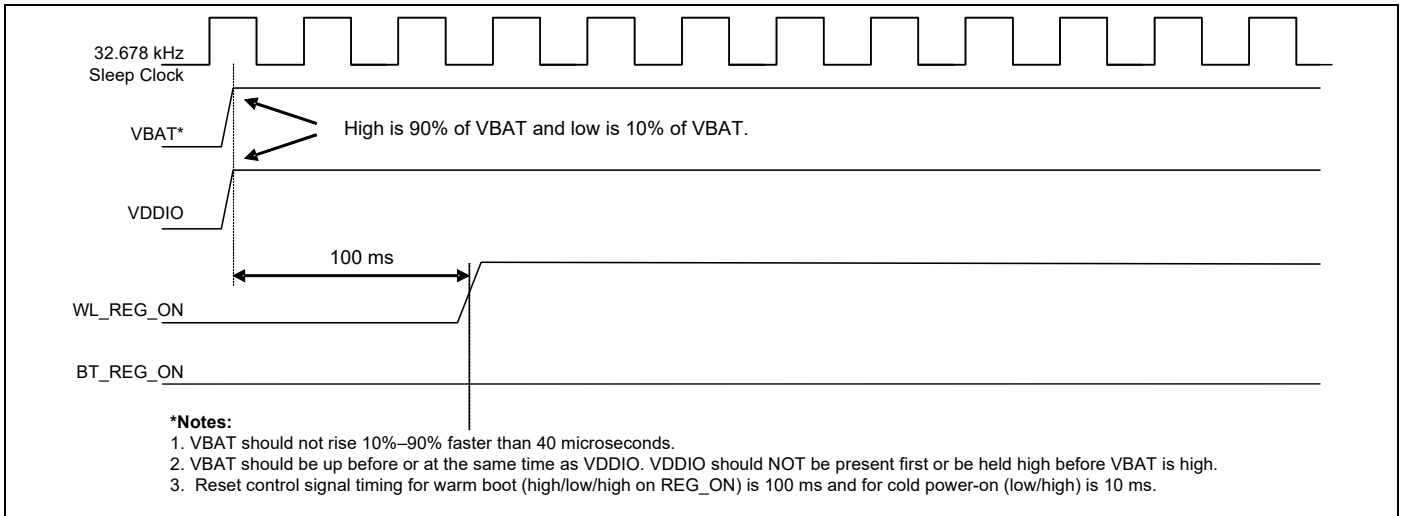 32.678 kHz
Sleep Clock
VBAT*
High is 90% of VBAT and low is 10% of VBAT.
VDDIO
100 ms
WL_REG_ON
BT_REG_ON
*Notes:
1. VBAT should not rise 10%–90% faster than 40 microseconds.
2. VBAT should be up before or at the same time as VDDIO. VDDIO should NOT be present first or be held high before VBAT is high.
3. Reset control signal timing for warm boot (high/low/high on REG_ON) is 100 ms and for cold power-on (low/high) is 10 ms.